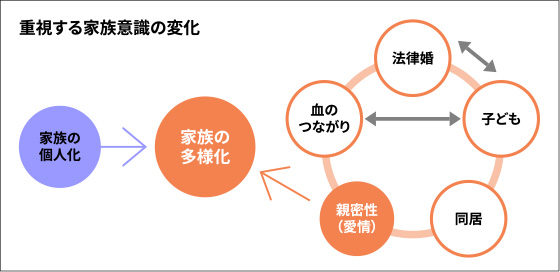 重視する家族意識の変化
家族の
個人化
家族の
多様化
法律婚
血の
つながり
子ども
親密性
(愛情)
同居